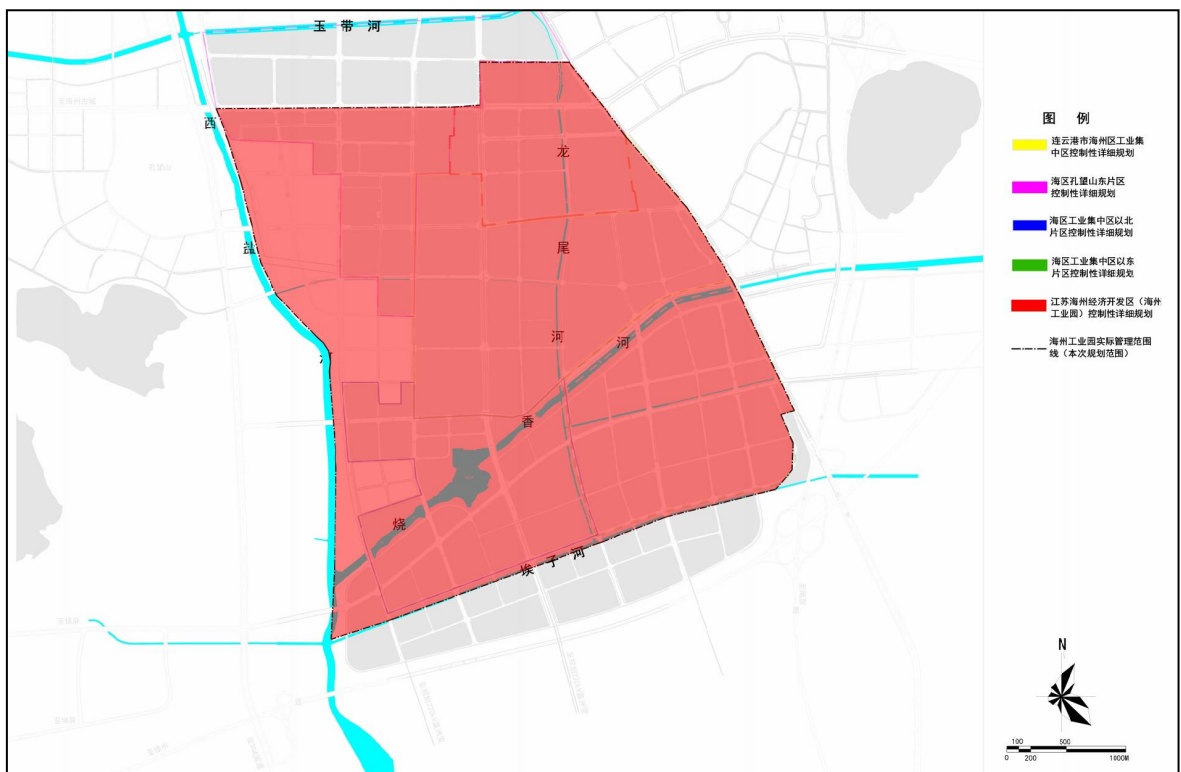 玉带河
西
盐
河
龙
尾
河
河
香
烧
埃子河
图 例
连云港市海州区工业集
中区控制性详细规划
海区孔望山东片区
控制性详细规划
海区工业集中区以北
片区控制性详细规划
海区工业集中区以东
片区控制性详细规划
江苏海州经济开发区（海州
工业园）控制性详细规划
海州工业园实际管理范围
线（本次规划范围）
N
100 500
0 200 1000M